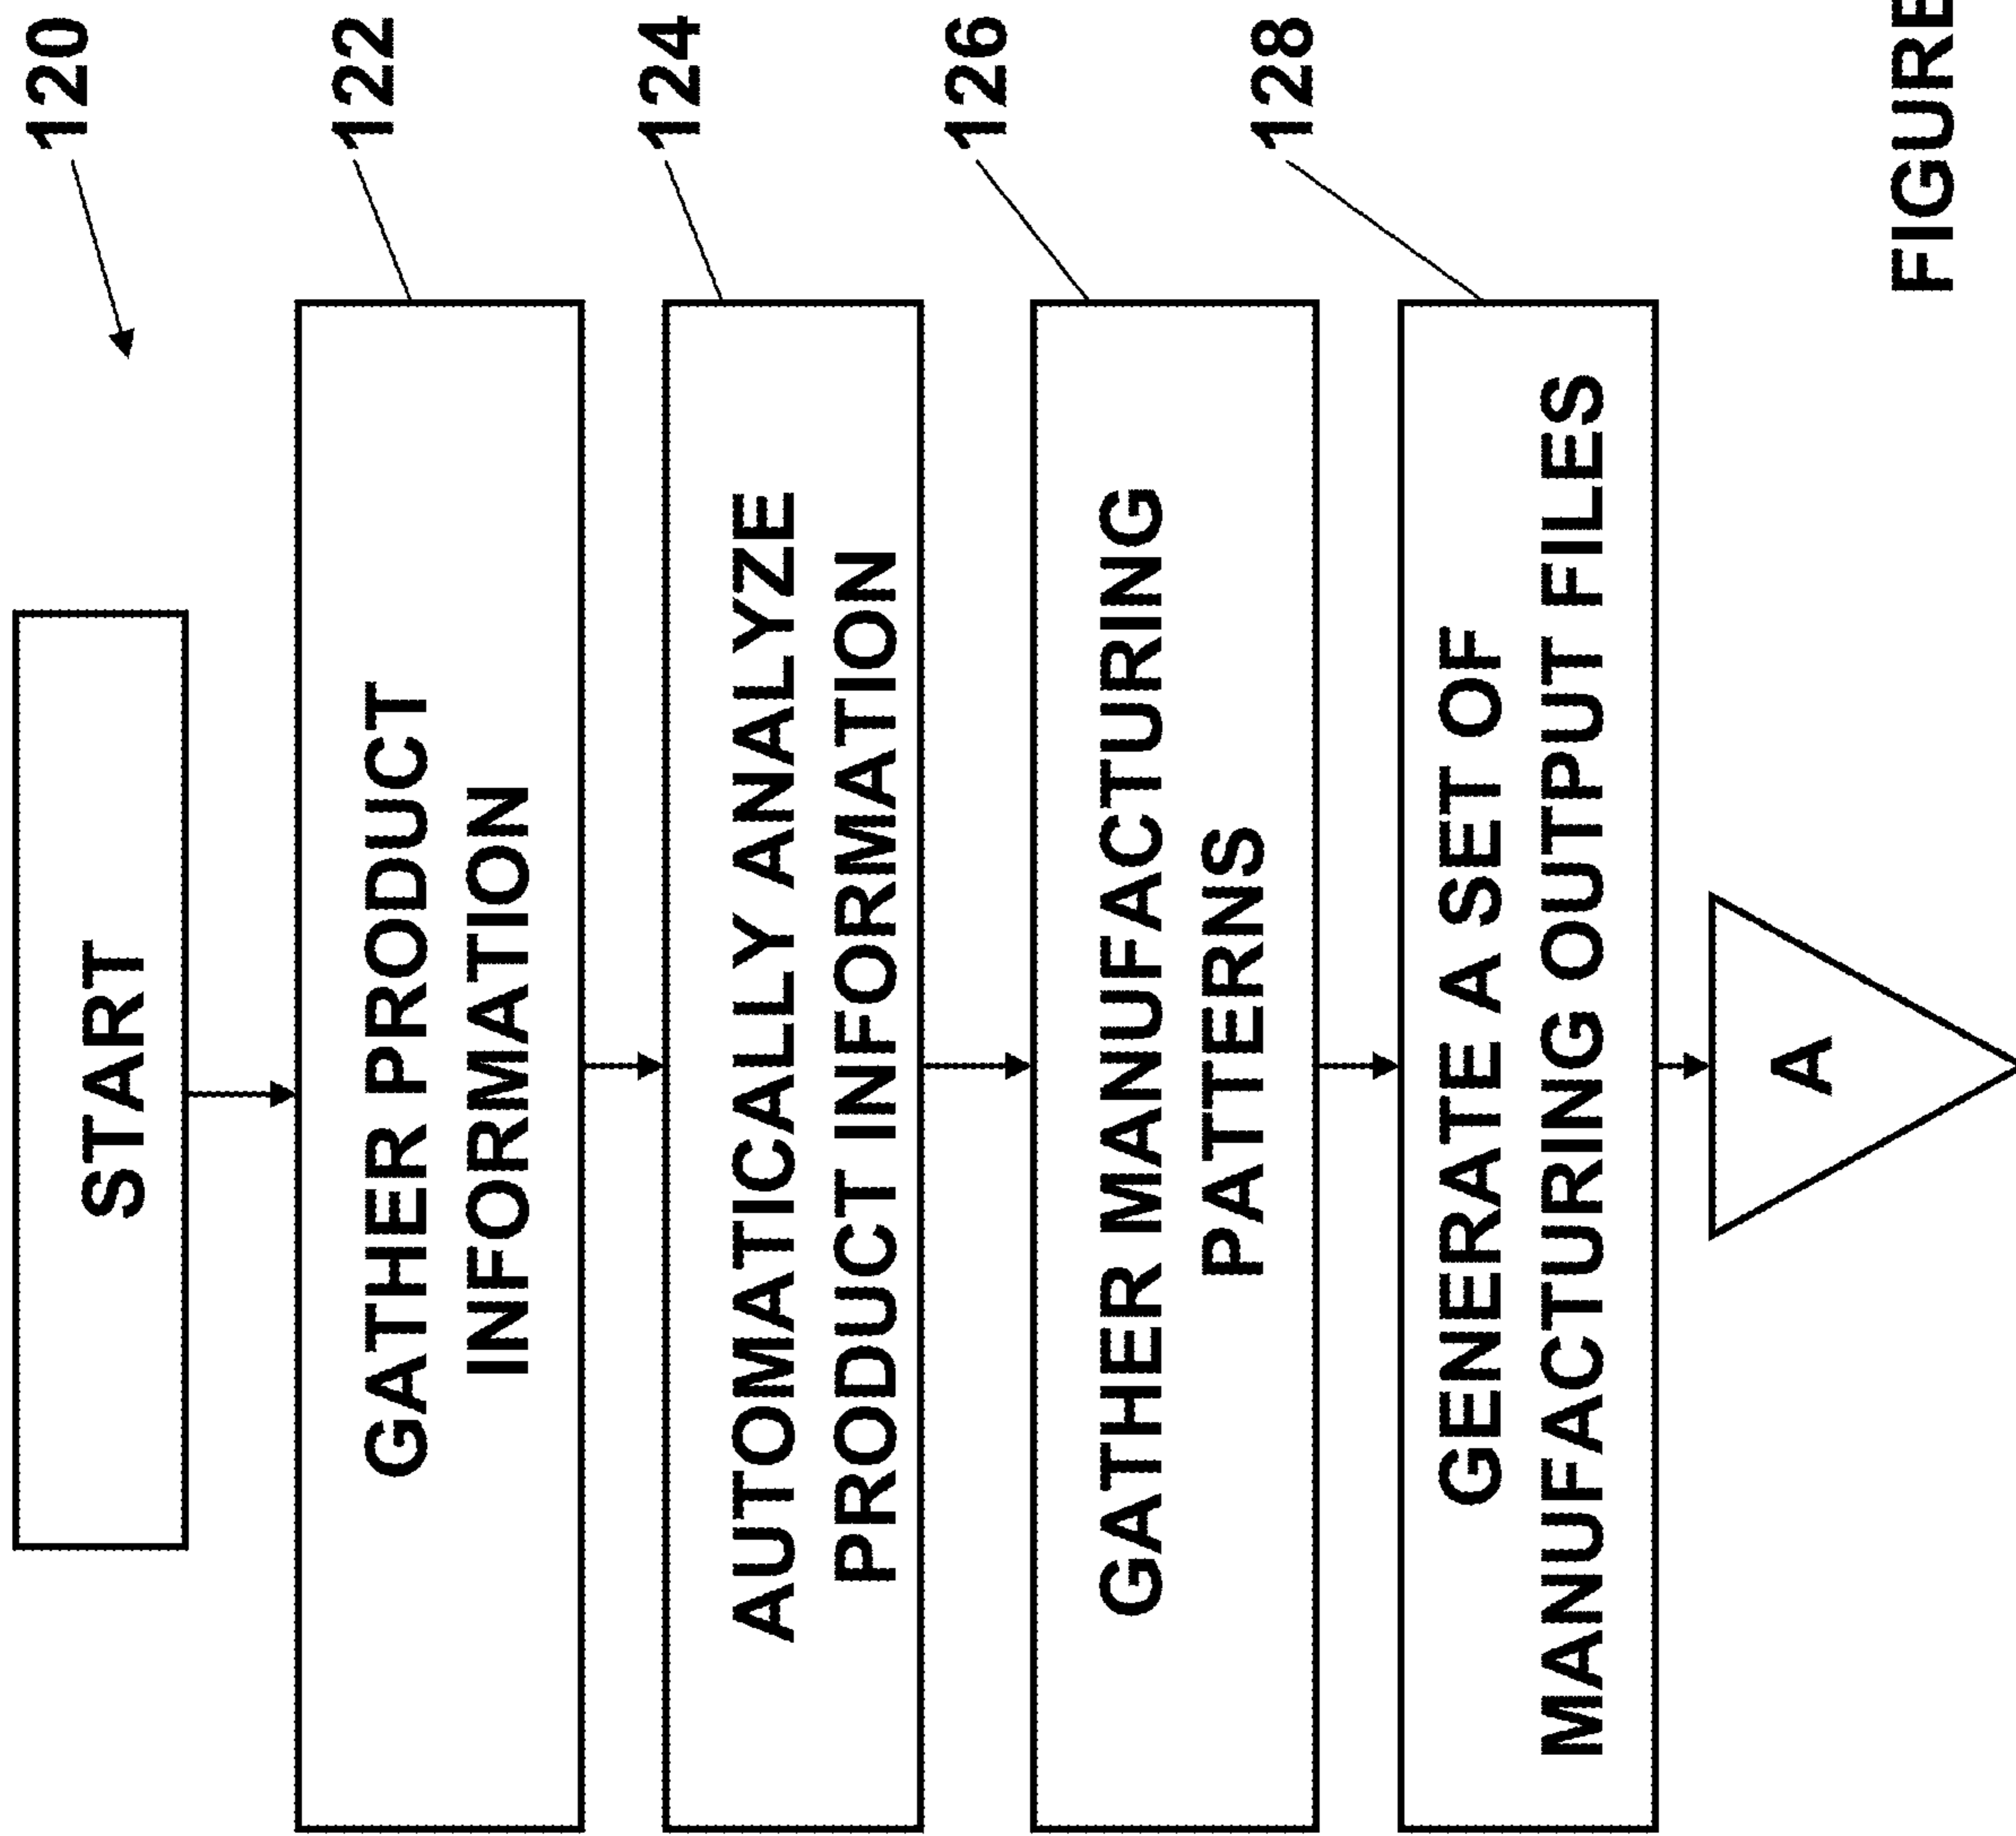 120
START
122
GATHER PRODUCT
INFORMATION
124
AUTOMATICALLY ANALYZE
PRODUCT INFORMATION
126
GATHER MANUFACTURING
PATTERNS
128
GENERATE A SET OF
MANUFACTURING OUTPUT FILES
A
FIGURE